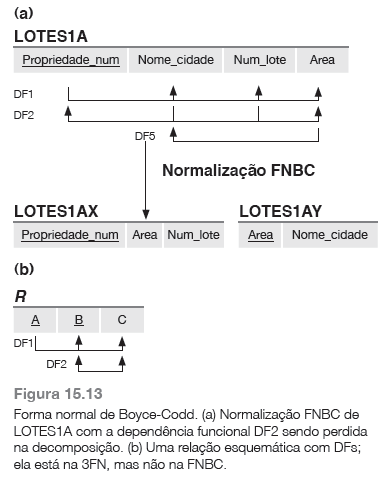 (a)
LOTES1A
Propriedade_num Nome_cidade Num_lote Area
DF1
DF2
DF5
Normalização FNBC
LOTES1AX LOTES1AY
Propriedade_num Area Num_lote Area Nome_cidade
(b)
R
A B C
DF1
DF2
Figura 15.13
Forma normal de Boyce-Codd. (a) Normalização FNBC de
LOTES1A com a dependência funcional DF2 sendo perdida
na decomposição. (b) Uma relação esquemática com DFs;
ela está na 3FN, mas não na FNBC.